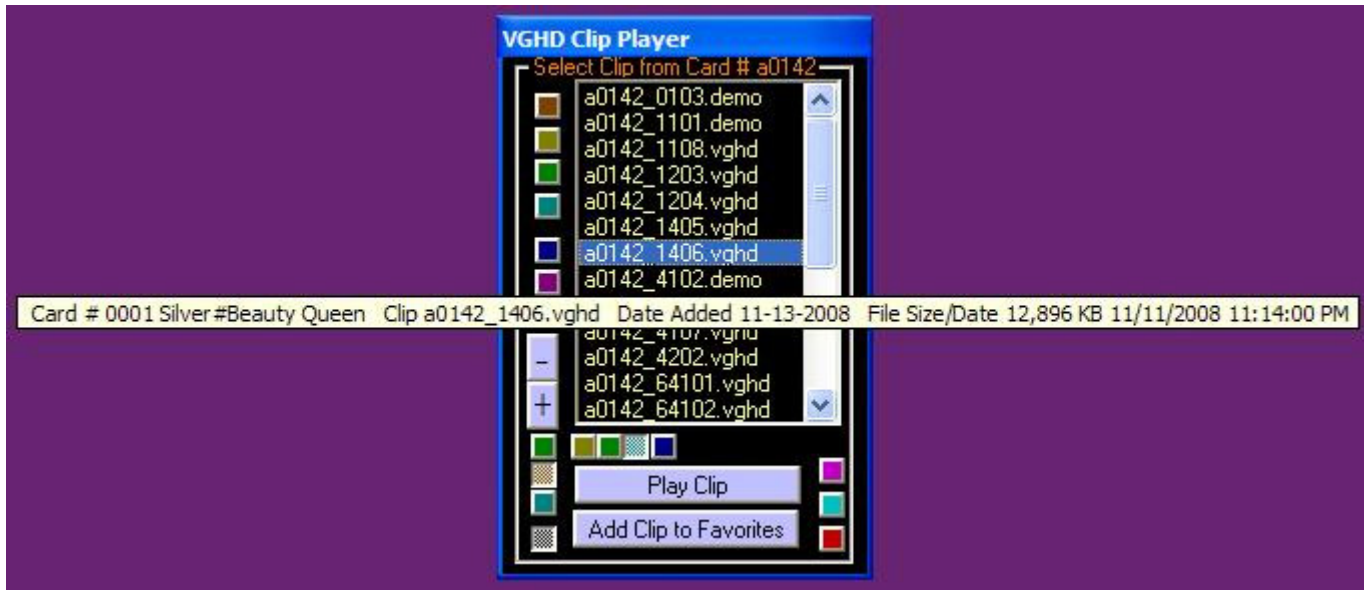 VGHD Clip Player
Select Clip from Card # a0142
a0142_0103.demo
a0142_1101.demo
a0142_1108.vghd
a0142_1203.vghd
a0142_1204.vghd
a0142_1405.vghd
a0142_1406.vghd
a0142_4102.demo
Card # 0001 Silver #Beauty Queen Clip a0142_1406.vghd Date Added 11-13-2008 File Size/Date 12,896 KB 11/11/2008 11:14:00 PM
a0142_4107.vghd
-
a0142_4202.vghd
a0142_64101.vghd
+
a0142_64102.vghd
Play Clip
Add Clip to Favorites